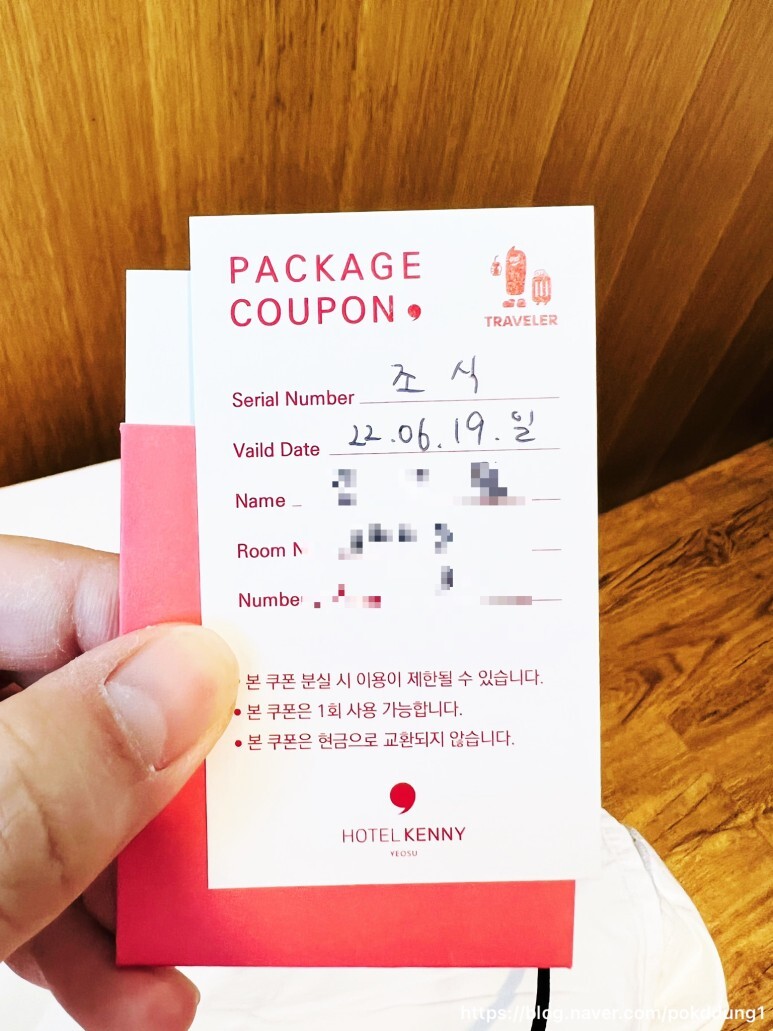 PACKAGE
COUPON,
TRAVELER
Serial Number 조 식
Vaild Date 22.06.19.일
Name
Room
Number
본 쿠폰 분실 시 이용이 제한될 수 있습니다.
• 본 쿠폰은 1회 사용 가능합니다.
• 본 쿠폰은 현금으로 교환되지 않습니다.
HOTEL KENNY
YEOSU
https://blog.naver.com/pokdoung1